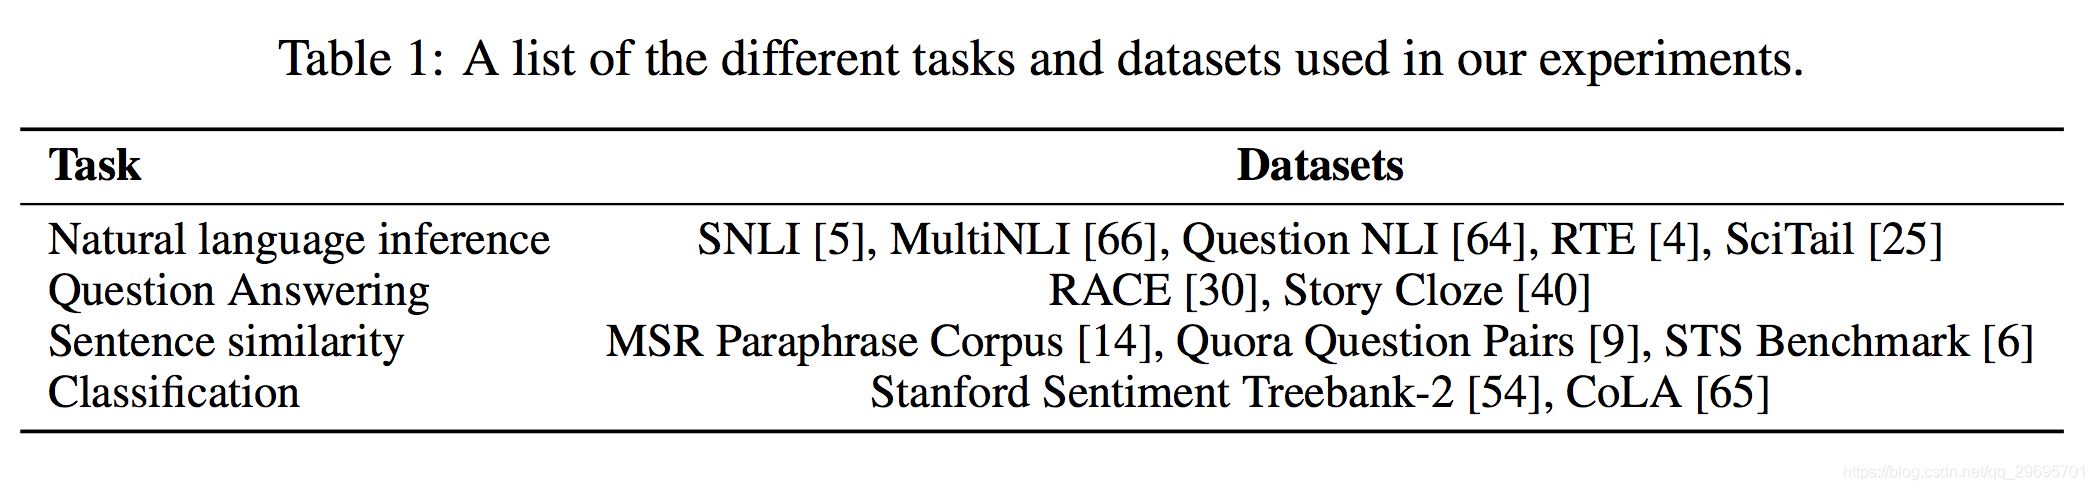 Table 1: A list of the different tasks and datasets used in our experiments.
Task Datasets
Natural language inference SNLI [5], MultiNLI [66], Question NLI [64], RTE [4], SciTail [25]
Question Answering RACE [30], Story Cloze [40]
Sentence similarity MSR Paraphrase Corpus [14], Quora Question Pairs [9], STS Benchmark [6]
Classification Stanford Sentiment Treebank-2 [54], CoLA [65]
https://blog.csdn.net/qq_29695701